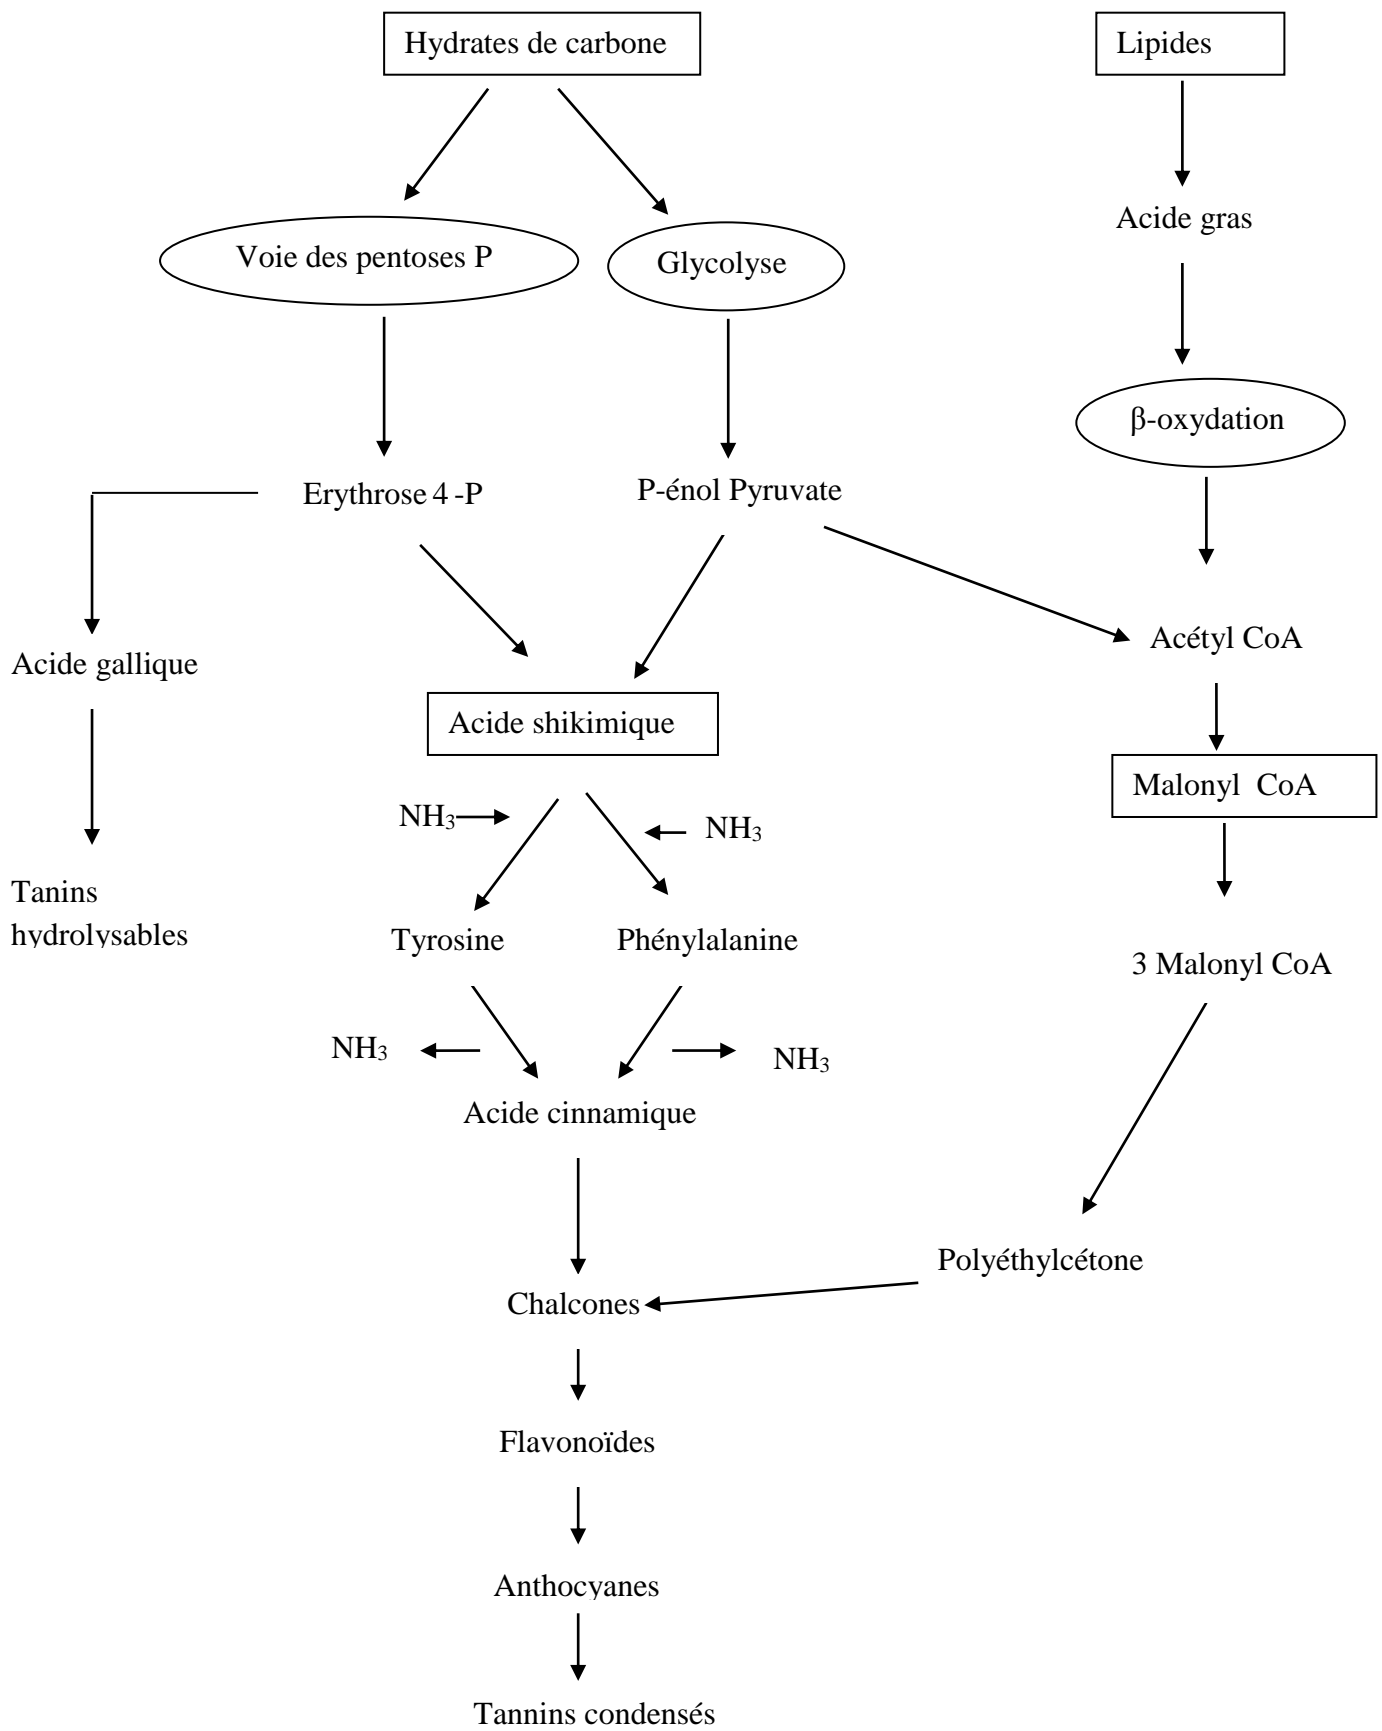 Hydrates de carbone
Lipides
Acide gras
Voie des pentoses P
Glycolyse
β-oxydation
Erythrose 4 -P
P-énol Pyruvate
Acétyl CoA
Acide gallique
Acide shikimique
Malonyl CoA
NH₃
NH₃
Tanins
hydrolysables
Tyrosine
Phénylalanine
3 Malonyl CoA
NH₃
NH₃
Acide cinnamique
Polyéthylcétone
Chalcones
Flavonoïdes
Anthocyanes
Tannins condensés